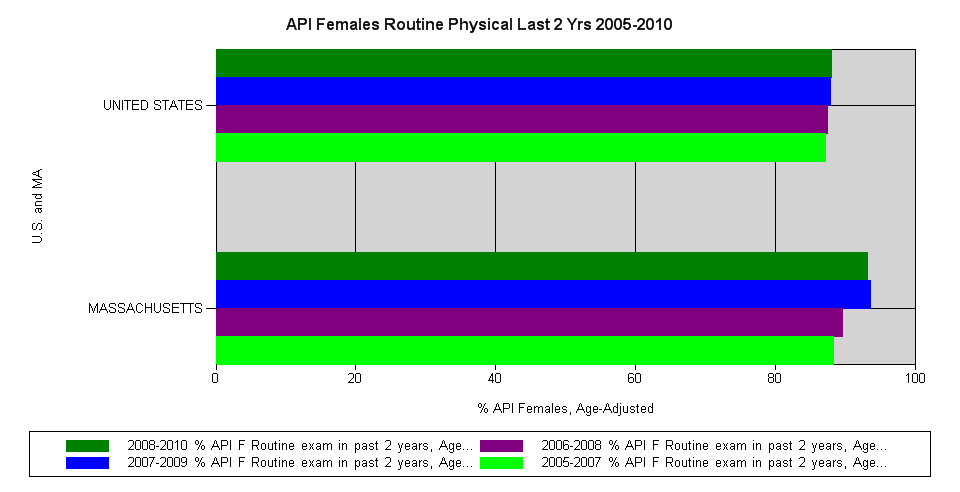 API Females Routine Physical Last 2 Yrs 2005-2010
UNITED STATES
U.S. and MA
MASSACHUSETTS
0 20 40 60 80 100
% API Females, Age-Adjusted
2008-2010 % API F Routine exam in past 2 years, Age... 2006-2008 % API F Routine exam in past 2 years, Age...
2007-2009 % API F Routine exam in past 2 years, Age... 2005-2007 % API F Routine exam in past 2 years, Age...